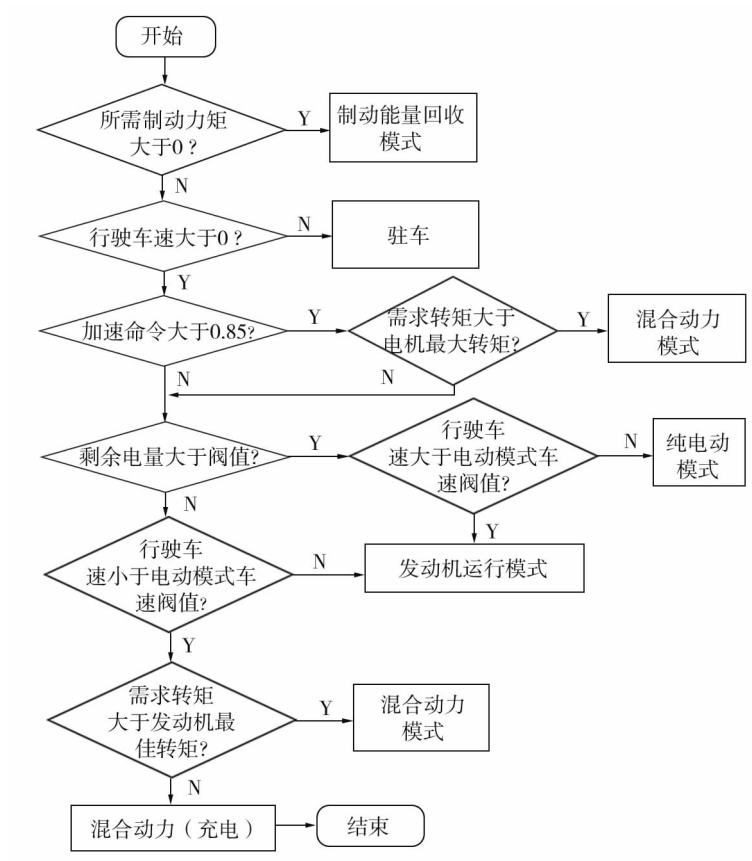 开始
所需制动力矩
大于0？
Y
制动能量回收
模式
N
行驶车速大于0？
N
驻车
Y
加速命令大于0.85?
Y
需求转矩大于
电机最大转矩?
Y
混合动力
模式
N
N
剩余电量大于阀值?
Y
行驶车
速大于电动模式车
速阀值?
N
纯电动
模式
N
Y
行驶车
速小于电动模式车
速阀值?
N
发动机运行模式
Y
需求转矩
大于发动机最
佳转矩?
Y
混合动力
模式
N
混合动力（充电）
结束